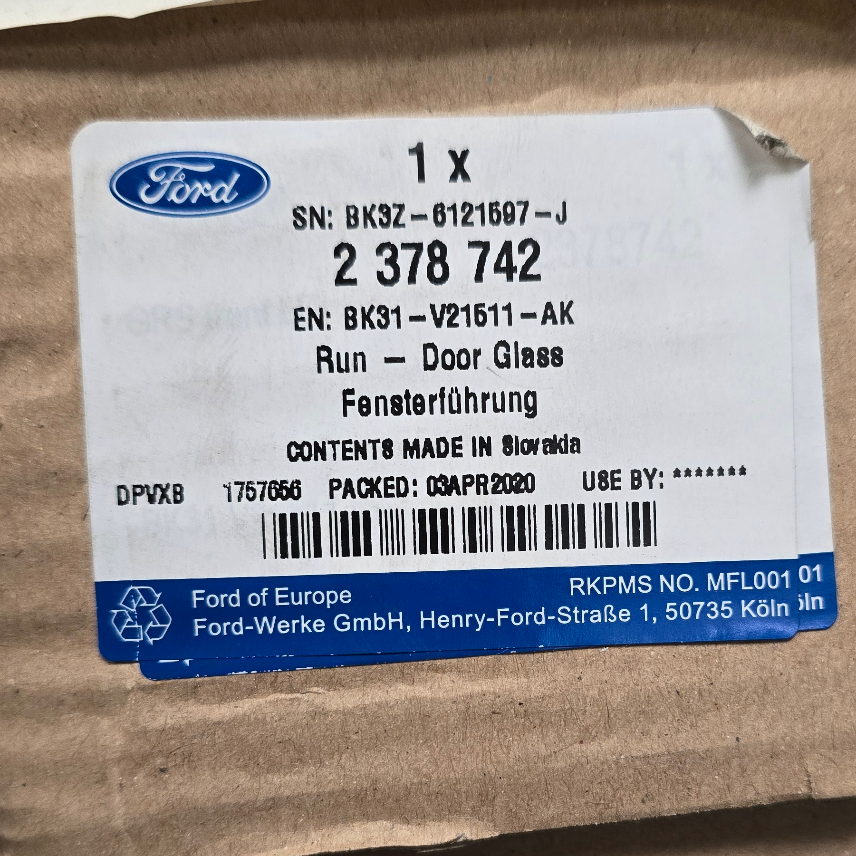 Ford
1 x
SN: BK3Z-6121597-J
2 378 742
EN: BK31-V21511-AK
Run - Door Glass
Fensterführung
CONTENTS MADE IN Slovakia
DPVXB 1757656 PACKED: 03APR2020 USE BY: *******
Ford of Europe RKPMS NO. MFL001 01
Ford-Werke GmbH, Henry-Ford-Straße 1, 50735 Köln öln